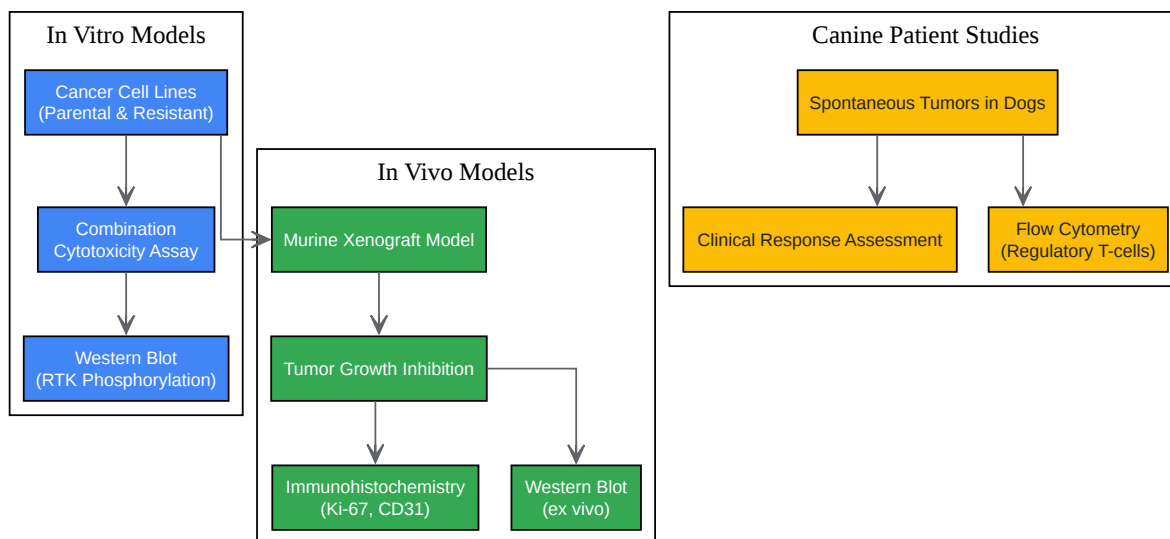 In Vitro Models
Cancer Cell Lines
(Parental & Resistant)
Combination
Cytotoxicity Assay
Western Blot
(RTK Phosphorylation)
In Vivo Models
Murine Xenograft Model
Tumor Growth Inhibition
Immunohistochemistry
(Ki-67, CD31)
Western Blot
(ex vivo)
Canine Patient Studies
Spontaneous Tumors in Dogs
Clinical Response Assessment
Flow Cytometry
(Regulatory T-cells)